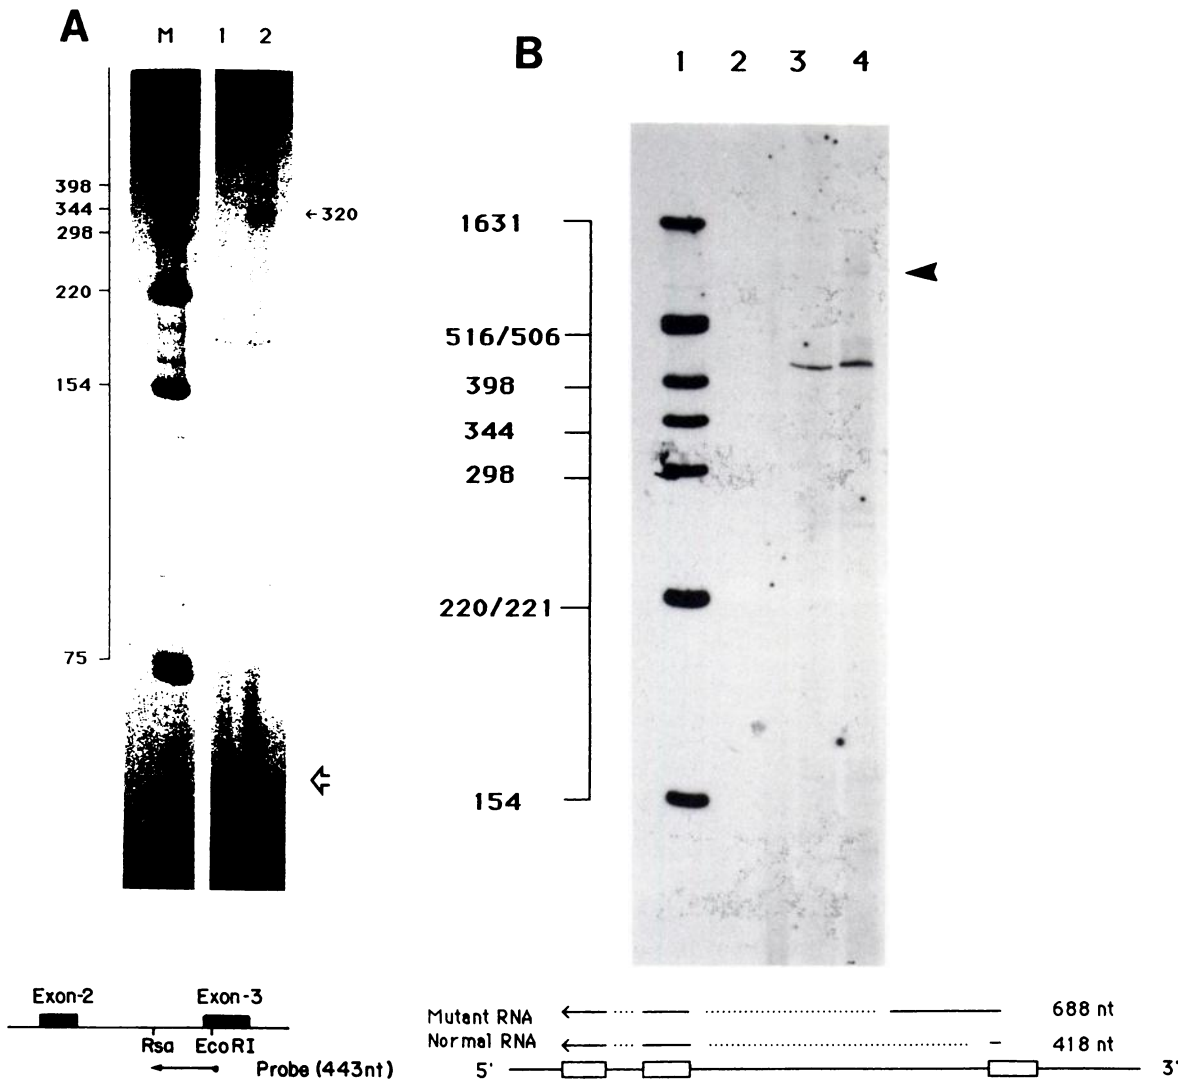 A
M 1 2
398
344
298
←320
220
154
75
B
1 2 3 4
1631
516/506
398
344
298
220/221
154
Exon-2 Exon-3
Rsa EcoRI
Probe (443nt)
Mutant RNA 688 nt
Normal RNA 418 nt
5' 3'